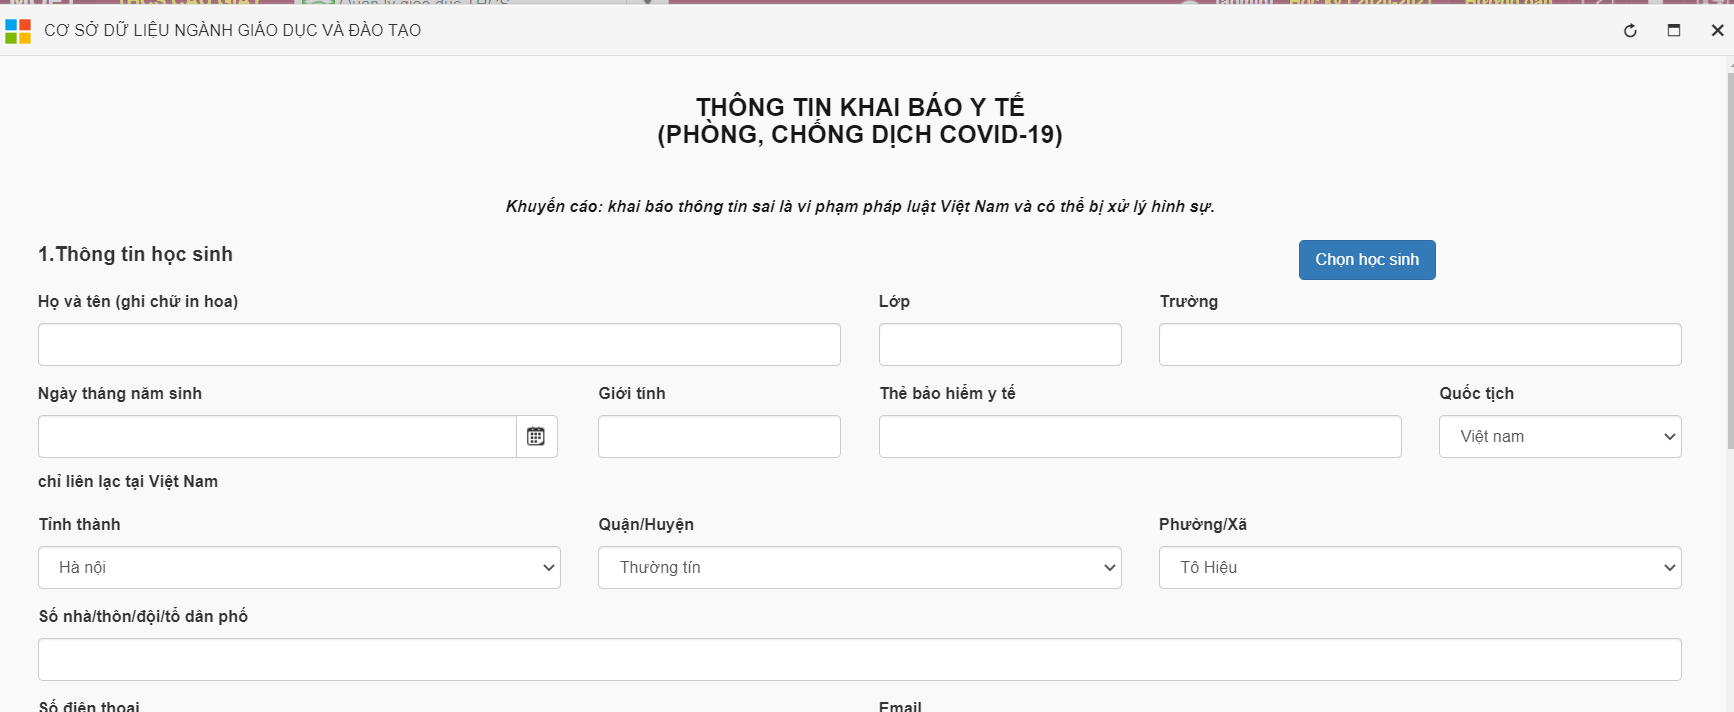 CƠ SỞ DỮ LIỆU NGÀNH GIÁO DỤC VÀ ĐÀO TẠO
THÔNG TIN KHAI BÁO Y TẾ
(PHÒNG, CHỐNG DỊCH COVID-19)
Khuyến cáo: khai báo thông tin sai là vi phạm pháp luật Việt Nam và có thể bị xử lý hình sự.
1.Thông tin học sinh
Chọn học sinh
Họ và tên (ghi chữ in hoa)
Lớp
Trường
Ngày tháng năm sinh
Giới tính
Thẻ bảo hiểm y tế
Quốc tịch
Việt nam
chỉ liên lạc tại Việt Nam
Tỉnh thành
Quận/Huyện
Phường/Xã
Hà nội
Thường tín
Tô Hiệu
Số nhà/thôn/đội/tổ dân phố
Số điện thoại
Email